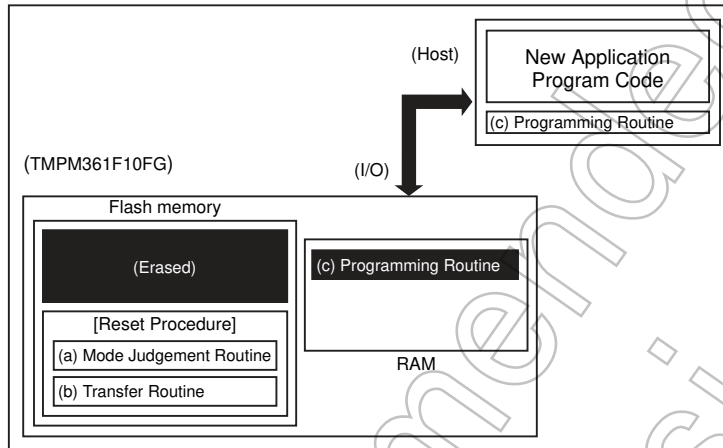 (Host)
New Application
Program Code
(c) Programming Routine
(TMPM361F10FG)
(I/O)
Flash memory
(Erased)
(c) Programming Routine
[Reset Procedure]
(a) Mode Judgement Routine
(b) Transfer Routine
RAM